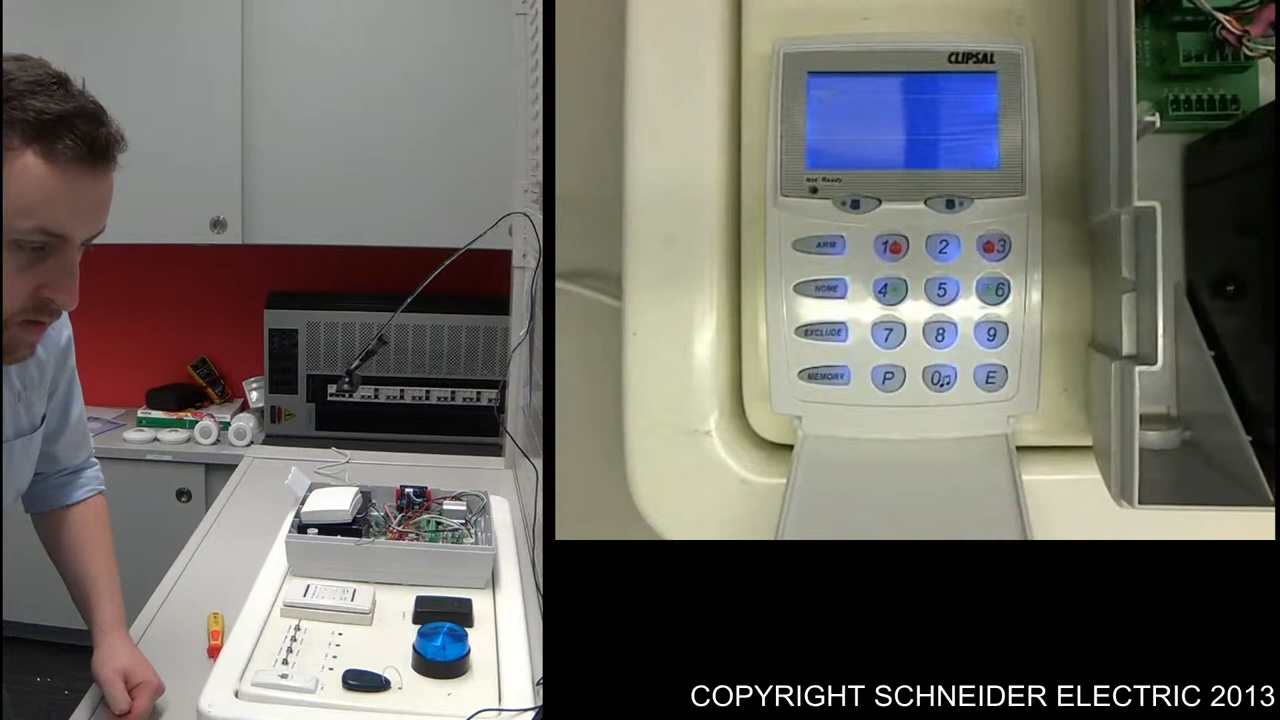 CLIPSAL
Not Ready
ARM 1 2 3
HOME 4 5 6
EXCLUDE 7 8 9
MEMORY P 0♫ E
COPYRIGHT SCHNEIDER ELECTRIC 2013